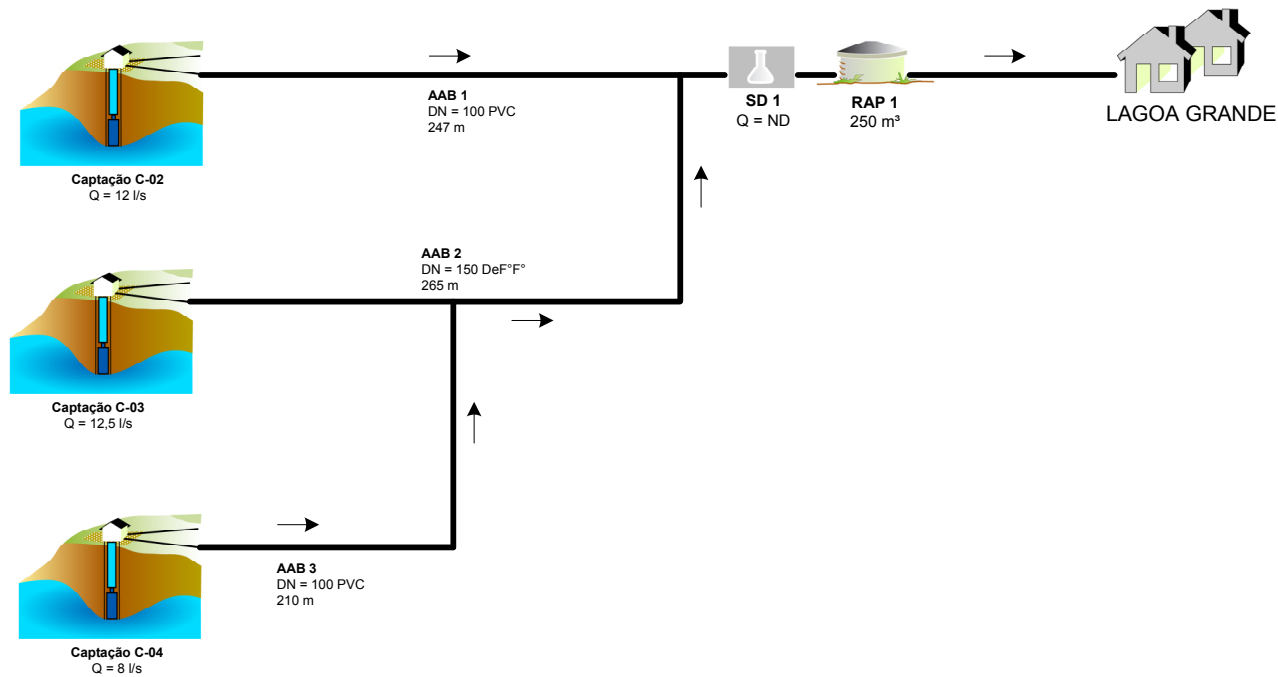 AAB 1
DN = 100 PVC
247 m
SD 1
Q = ND
RAP 1
250 m³
LAGOA GRANDE
Captação C-02
Q = 12 l/s
AAB 2
DN = 150 DeF°F°
265 m
Captação C-03
Q = 12,5 l/s
AAB 3
DN = 100 PVC
210 m
Captação C-04
Q = 8 l/s